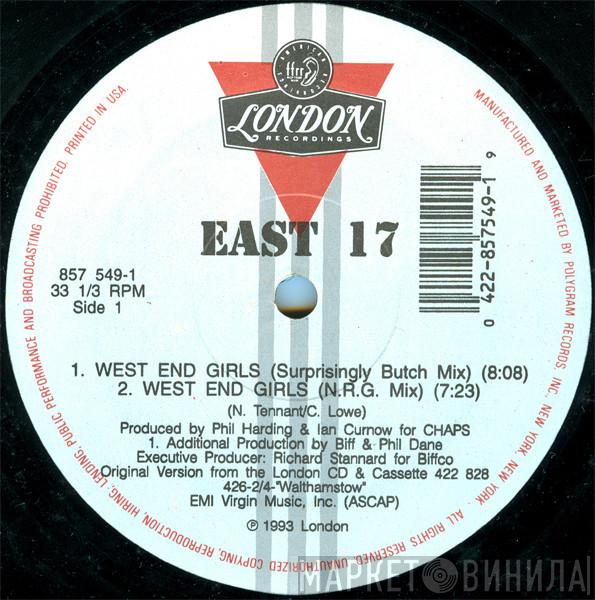 AMERICAN RECORDINGS
ffrr
LONDON
RECORDINGS
EAST 17
857 549-1
33 1/3 RPM
Side 1
0 422-857549-1 9
1. WEST END GIRLS (Surprisingly Butch Mix) (8:08)
2. WEST END GIRLS (N.R.G. Mix) (7:23)
(N. Tennant/C. Lowe)
Produced by Phil Harding & Ian Curnow for CHAPS
1. Additional Production by Biff & Phil Dane
Executive Producer: Richard Stannard for Biffco
Original Version from the London CD & Cassette 422 828
426-2/4-"Walthamstow"
EMI Virgin Music, Inc. (ASCAP)
℗ 1993 London
MANUFACTURED AND MARKETED BY POLYGRAM RECORDS, INC., NEW YORK, NEW YORK . ALL RIGHTS RESERVED. UNAUTHORIZED COPYING, REPRODUCTION, HIRING, LENDING, PUBLIC PERFORMANCE AND BROADCASTING PROHIBITED. PRINTED IN USA.
МАРКЕТ ВИНИЛА